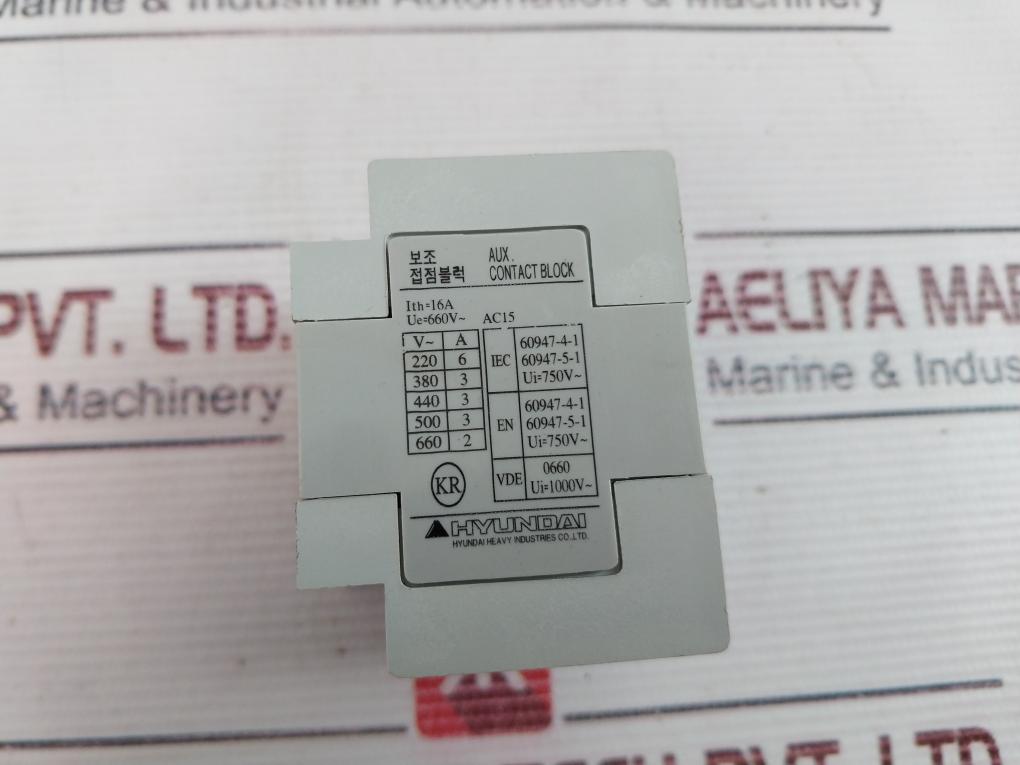 Marine & Industrial Automation & Machinery
PVT. LTD.
& Machinery
AELIYA MAR
Marine & Indus
보조 AUX.
접점블럭 CONTACT BLOCK
Ith=16A
Ue=660V~ AC15
V~ A
220 6
380 3
440 3
500 3
660 2
IEC 60947-4-1
60947-5-1
Ui=750V~
EN 60947-4-1
60947-5-1
Ui=750V~
VDE 0660
Ui=1000V~
KR
HYUNDAI
HYUNDAI HEAVY INDUSTRIES CO.,LTD.
PVT. LTD